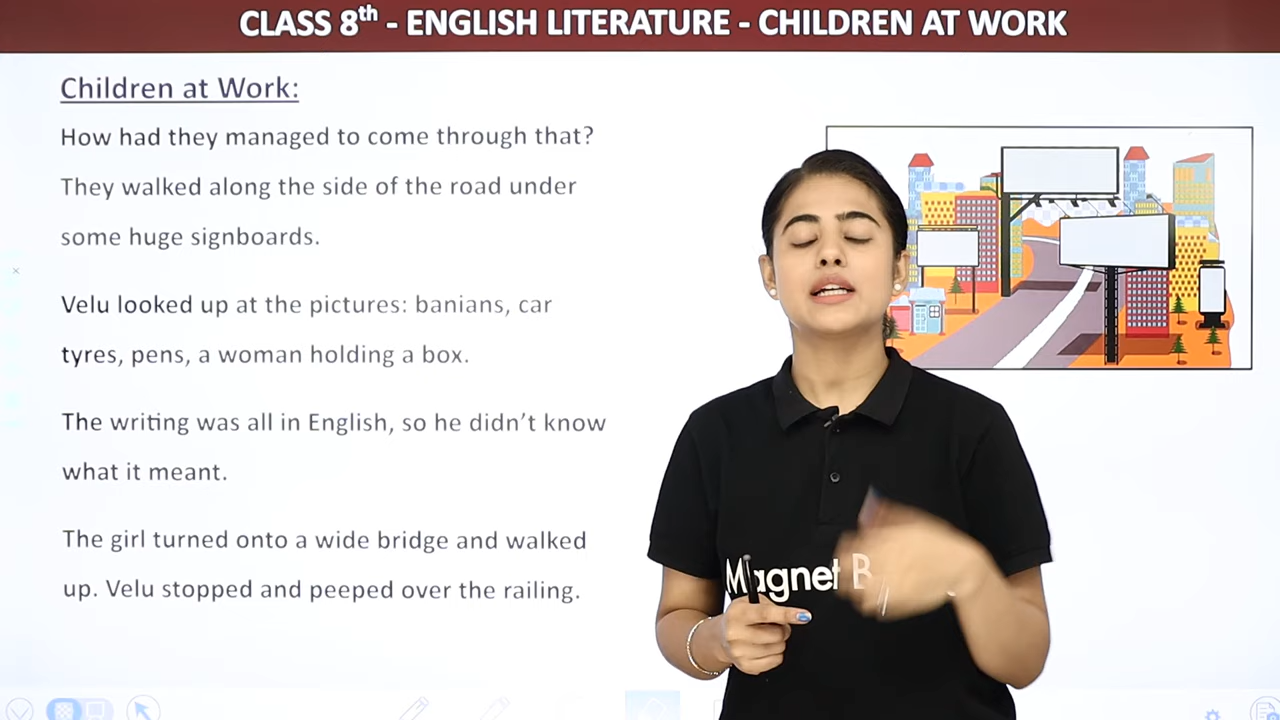 CLASS 8th - ENGLISH LITERATURE - CHILDREN AT WORK
Children at Work:
How had they managed to come through that?
They walked along the side of the road under
some huge signboards.
Velu looked up at the pictures: banians, car
tyres, pens, a woman holding a box.
The writing was all in English, so he didn't know
what it meant.
The girl turned onto a wide bridge and walked
up. Velu stopped and peeped over the railing.
Magnet B